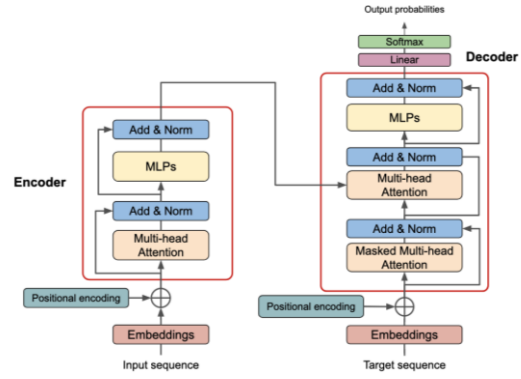 Output probabilities
Softmax
Linear
Decoder
Add & Norm
MLPs
Add & Norm
Multi-head
Attention
Add & Norm
Masked Multi-head
Attention
Positional encoding
Embeddings
Target sequence
Encoder
Add & Norm
MLPs
Add & Norm
Multi-head
Attention
Positional encoding
Embeddings
Input sequence